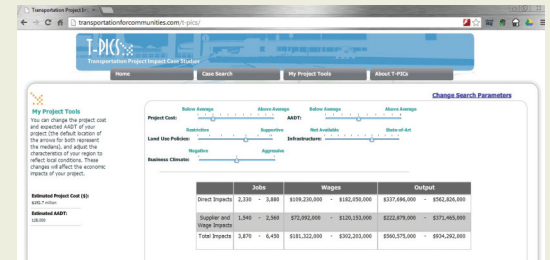 Transportation Project Im
transportationforcommunities.com/t-pics/
T-PICS
Transportation Project Impact Case Studies
Home
Case Search
My Project Tools
About T-PICs
Change Search Parameters
My Project Tools
You can change the project cost
and expected AADT of your
project (the default location of
the arrows for both represent
the medians), and adjust the
characteristics of your region to
reflect local conditions. These
changes will affect the economic
impacts of your project.
Estimated Project Cost ($):
Estimated AADT:
Below Average Above Average Below Average Above Average
Project Cost: AADT:
Restrictive Supportive Not Available State-of-Art
Land Use Policies: Infrastructure:
Negative Aggressive
Business Climate:
Jobs Wages Output
Direct Impacts 2,330 - 3,880 $109,230,000 - $182,050,000 $337,696,000 - $562,826,000
Supplier and
Wage Impacts 1,540 - 2,560 $72,092,000 - $120,153,000 $222,879,000 - $371,465,000
Total Impacts 3,870 - 6,450 $181,322,000 - $302,203,000 $560,575,000 - $934,292,000